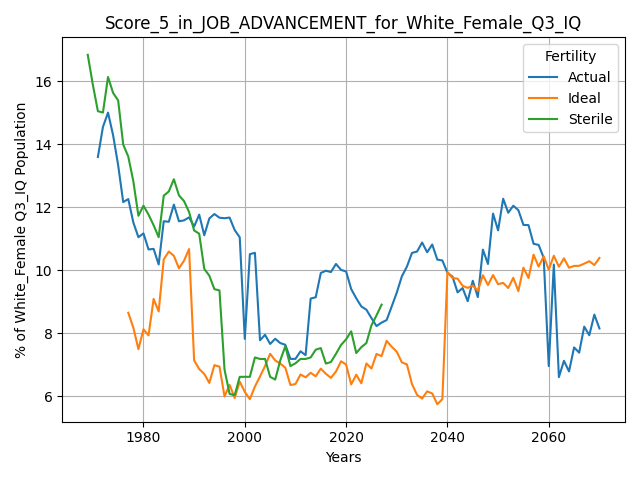 Score_5_in_JOB_ADVANCEMENT_for_White_Female_Q3_IQ
Fertility
Actual
Ideal
Sterile
% of White_Female Q3_IQ Population
16
14
12
10
8
6
1980
2000
2020
2040
2060
Years